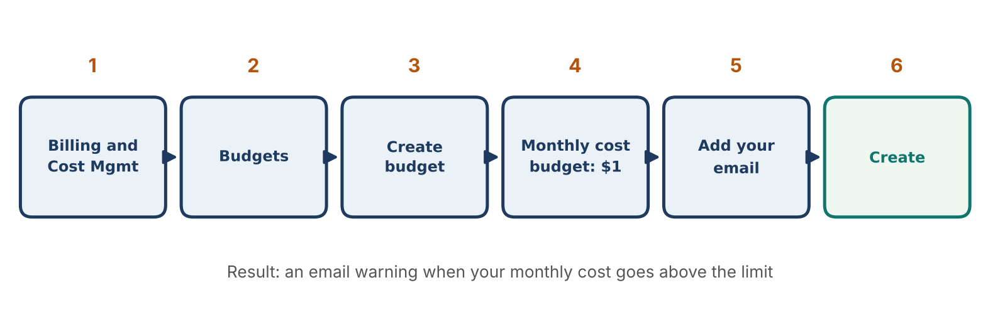 1
2
3
4
5
6
Billing and
Cost Mgmt
Budgets
Create
budget
Monthly cost
budget: $1
Add your
email
Create
Result: an email warning when your monthly cost goes above the limit